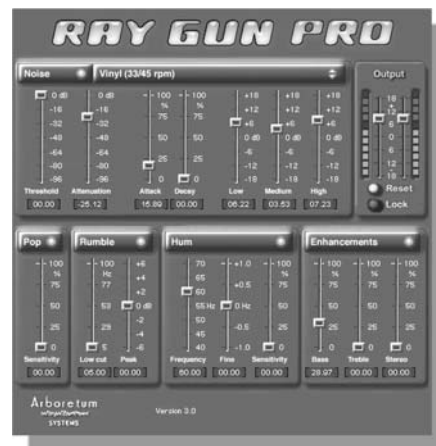 RAY GUN PRO
Noise Vinyl (33/45 rpm) Output
0 dB 0 dB 100 100 +18 +18 +18 18
-16 -16 % % +12 +12 +12 12
-32 -32 75 75 +6 +6 +6 6
-48 -48 50 50 0 dB 0 dB 0 dB 0
-64 -64 -6 -6 -6 6
-80 -80 25 25 -12 -12 -12 12
-96 -96 0 0 -18 -18 -18 18
Threshold Attenuation Attack Decay Low Medium High
00.00 -25.12 15.89 00.00 06.22 03.53 07.23
Reset
Lock
Pop Rumble Hum Enhancements
100 100 +6 70 +1.0 100 100 100 100
% Hz +4 65 % % % %
75 77 +2 60 +0.5 75 75 75 75
50 53 0 dB 55 Hz 0 Hz 50 50 50 50
25 29 -2 50 -0.5 25 25 25 25
-4 45
0 5 -6 40 -1.0 0 0 0 0
Sensitivity Low cut Peak Frequency Fine Sensitivity Bass Treble Stereo
00.00 05.00 00.00 60.00 00.00 00.00 28.97 00.00 00.00
Arboretum
SYSTEMS
Version 3.0